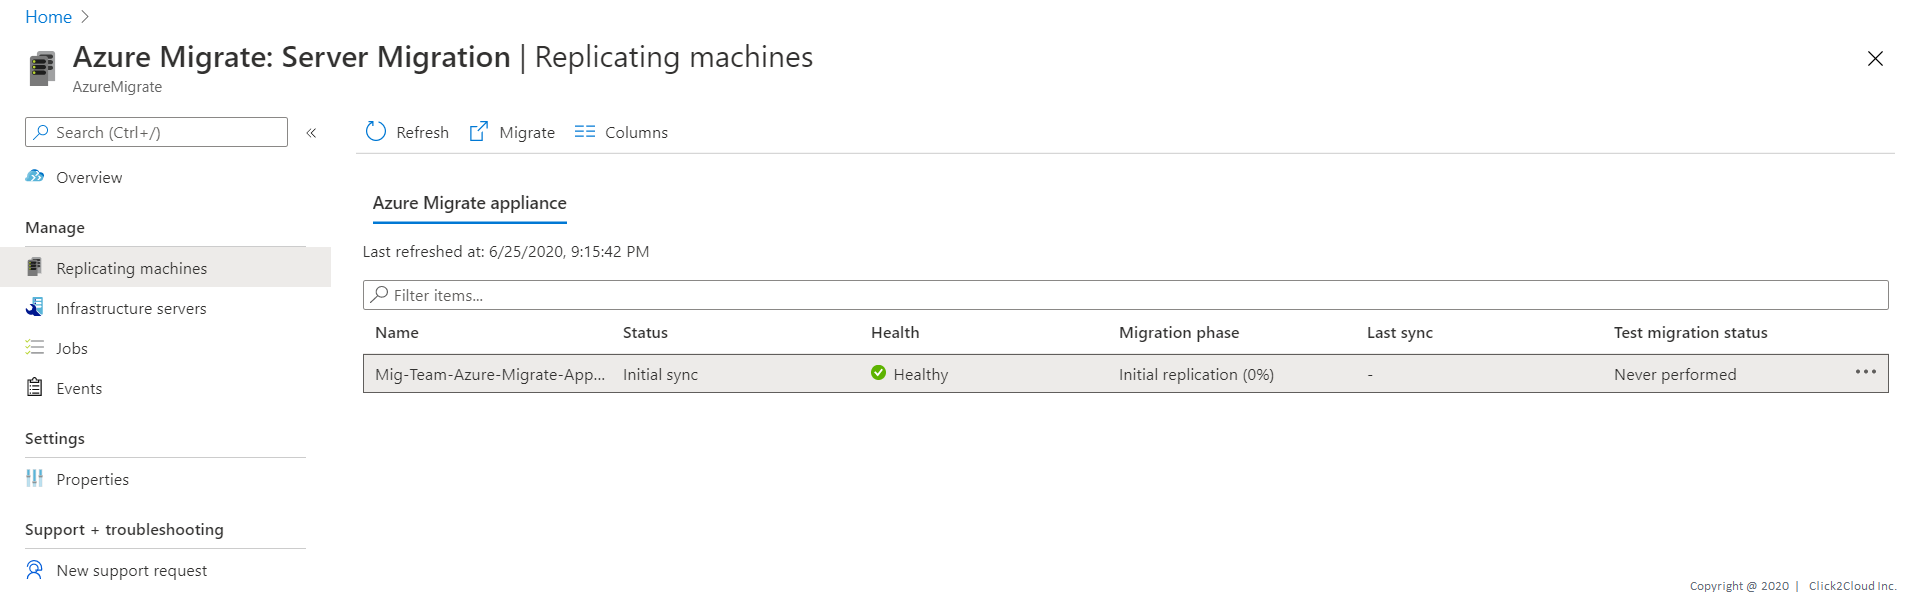 Home
Azure Migrate: Server Migration | Replicating machines
AzureMigrate
Search (Ctrl+/)
«
Refresh
Migrate
Columns
Overview
Manage
Replicating machines
Infrastructure servers
Jobs
Events
Settings
Properties
Support + troubleshooting
New support request
Azure Migrate appliance
Last refreshed at: 6/25/2020, 9:15:42 PM
Filter items...
Name Status Health Migration phase Last sync Test migration status
Mig-Team-Azure-Migrate-App... Initial sync Healthy Initial replication (0%) - Never performed
Copyright @ 2020 | Click2Cloud Inc.